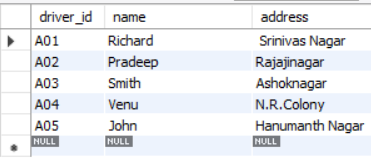 driver_id name address
A01 Richard Srinivas Nagar
A02 Pradeep Rajajinagar
A03 Smith Ashoknagar
A04 Venu N.R.Colony
A05 John Hanumanth Nagar
NULL NULL NULL